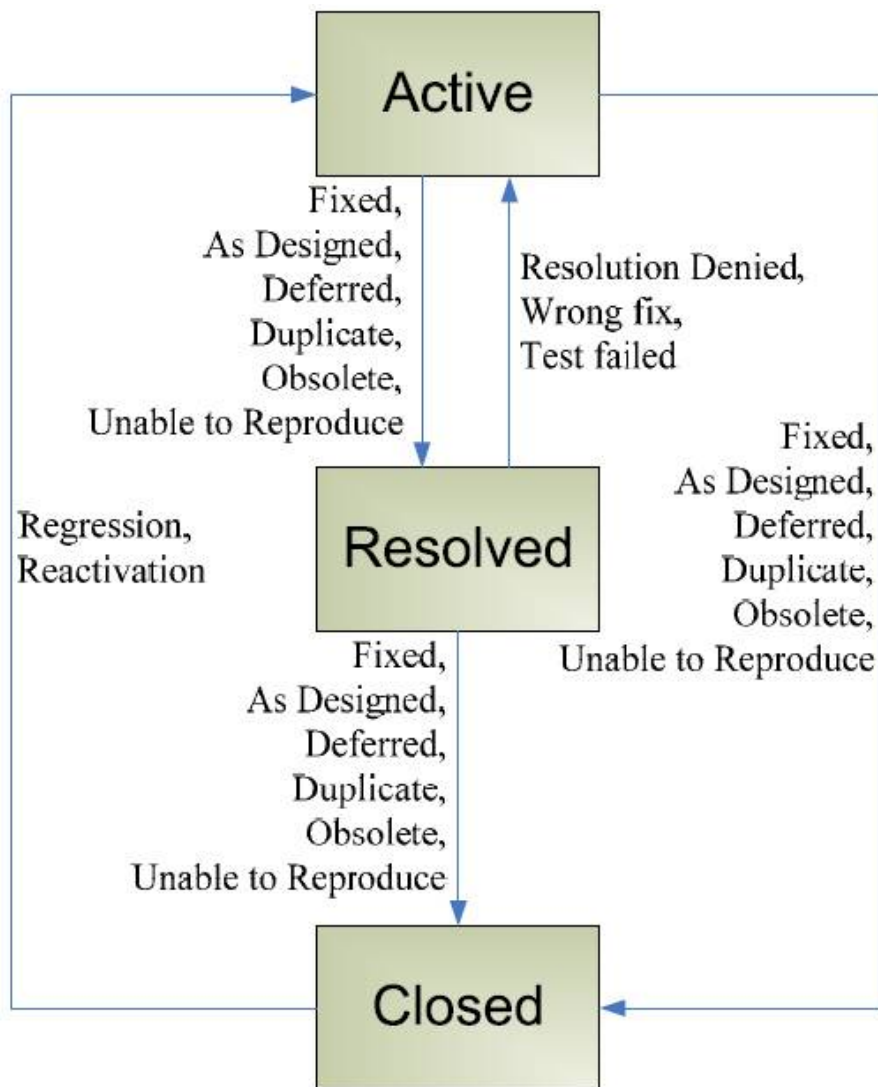 Active
Fixed,
As Designed,
Deferred,
Duplicate,
Obsolete,
Unable to Reproduce
Resolution Denied,
Wrong fix,
Test failed
Fixed,
As Designed,
Deferred,
Duplicate,
Obsolete,
Unable to Reproduce
Regression,
Reactivation
Resolved
Fixed,
As Designed,
Deferred,
Duplicate,
Obsolete,
Unable to Reproduce
Closed